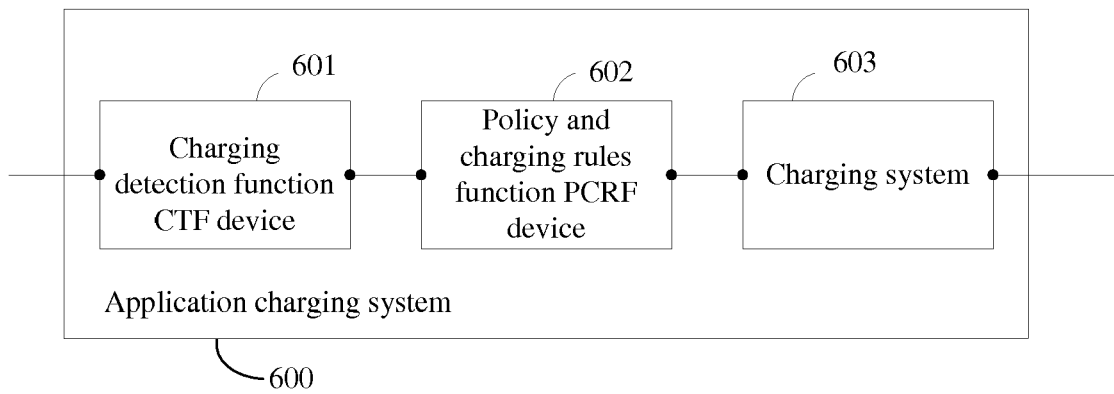 601
602
603
Charging
detection function
CTF device
Policy and
charging rules
function PCRF
device
Charging system
Application charging system
600